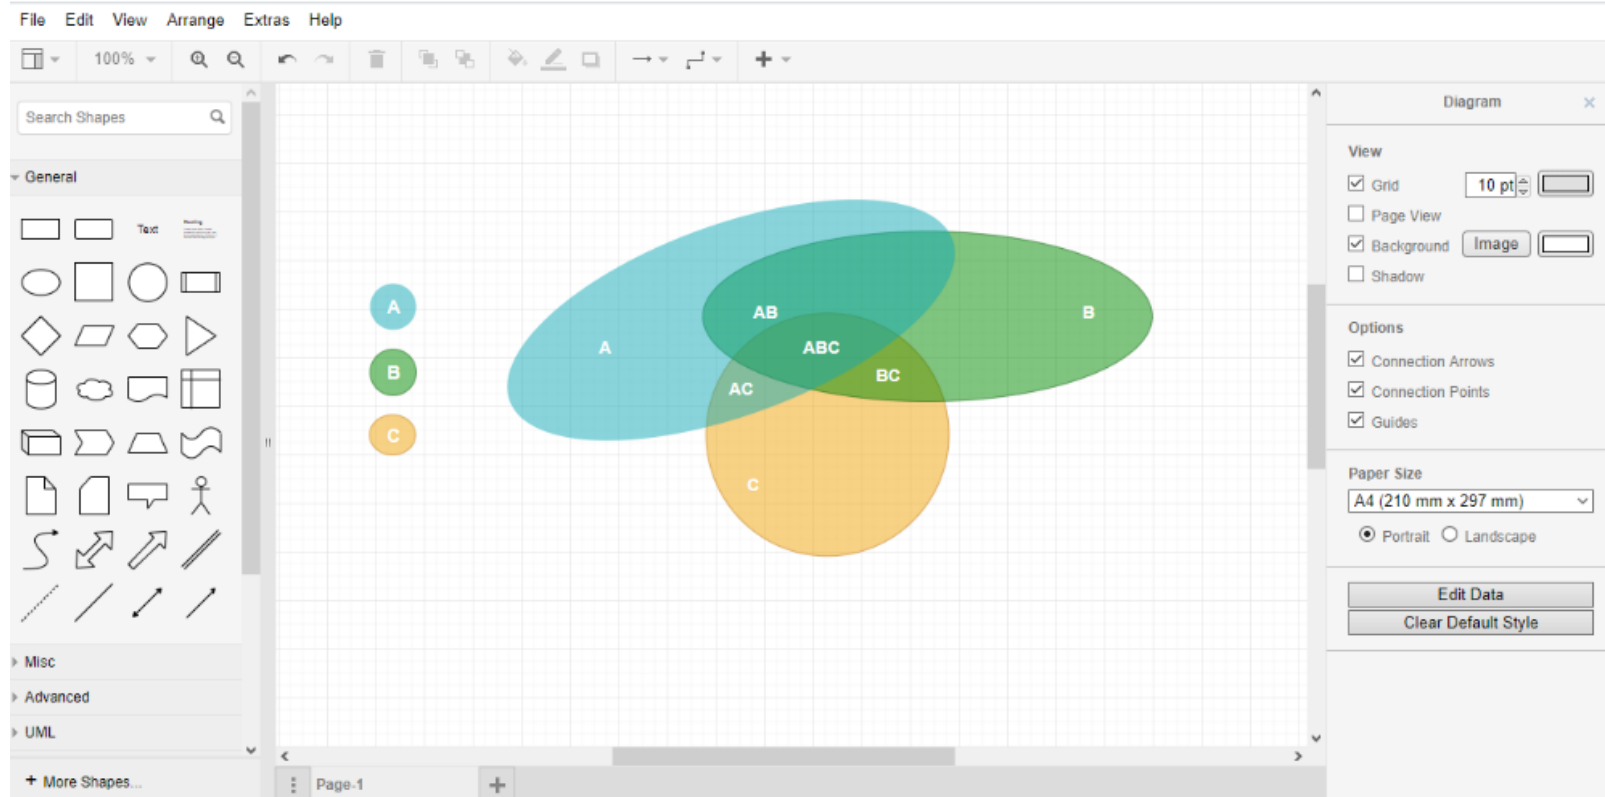 File Edit View Arrange Extras Help
100%
Search Shapes
General
Text
Heading
Misc
Advanced
UML
+ More Shapes...
A
B
C
A
AB
B
ABC
AC
BC
C
Page-1
Diagram
View
Grid 10 pt
Page View
Background Image
Shadow
Options
Connection Arrows
Connection Points
Guides
Paper Size
A4 (210 mm x 297 mm)
Portrait Landscape
Edit Data
Clear Default Style